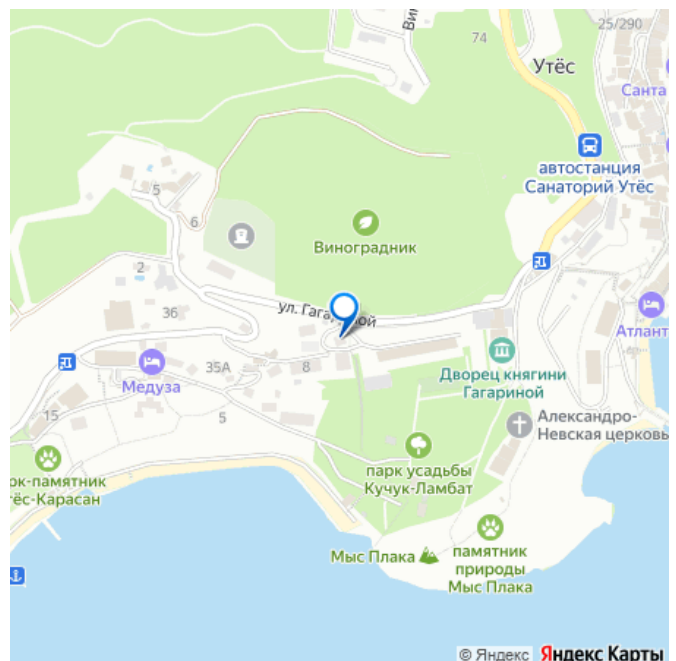 25/290
74
Утёс
Санта
автостанция
Санаторий Утёс
5
6
Виноградник
2
ул. Гагариной
36
Атлант
Дворец княгини
Гагариной
Медуза
35А
8
15
5
Александро-
Невская церковь
парк усадьбы
Кучук-Ламбат
ок-памятник
тёс-Карасан
Мыс Плака
памятник
природы
Мыс Плака
© Яндекс Яндекс Карты